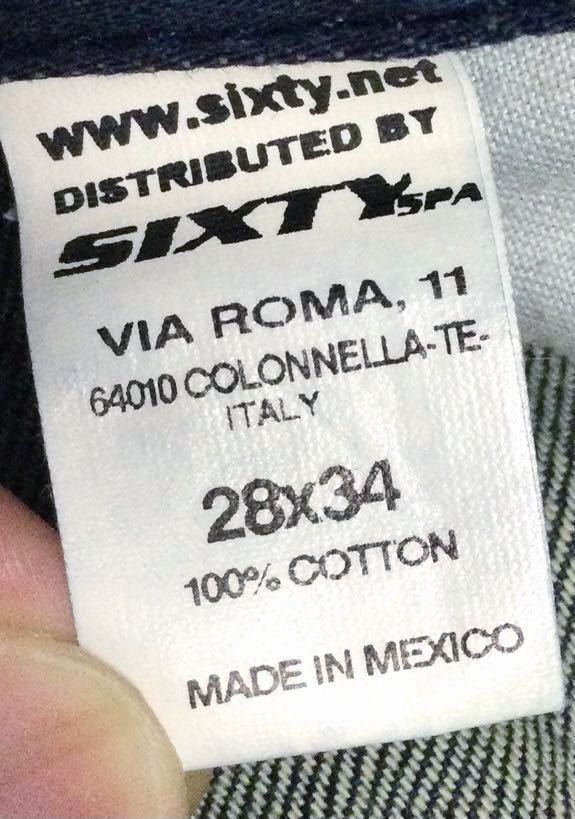 www.sixty.net
DISTRIBUTED BY
SIXTY SPA
VIA ROMA, 11
64010 COLONNELLA-TE-
ITALY
28x34
100% COTTON
MADE IN MEXICO